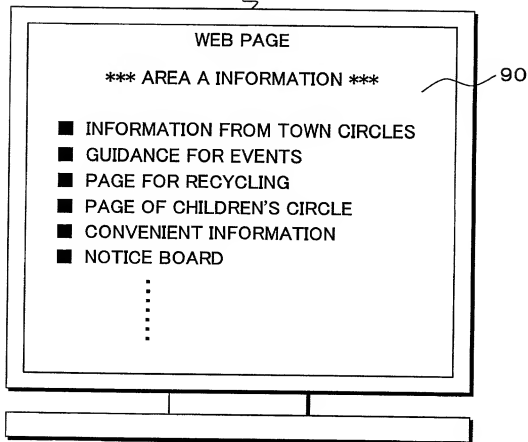 WEB PAGE
*** AREA A INFORMATION ***
90
■ INFORMATION FROM TOWN CIRCLES
■ GUIDANCE FOR EVENTS
■ PAGE FOR RECYCLING
■ PAGE OF CHILDREN'S CIRCLE
■ CONVENIENT INFORMATION
■ NOTICE BOARD